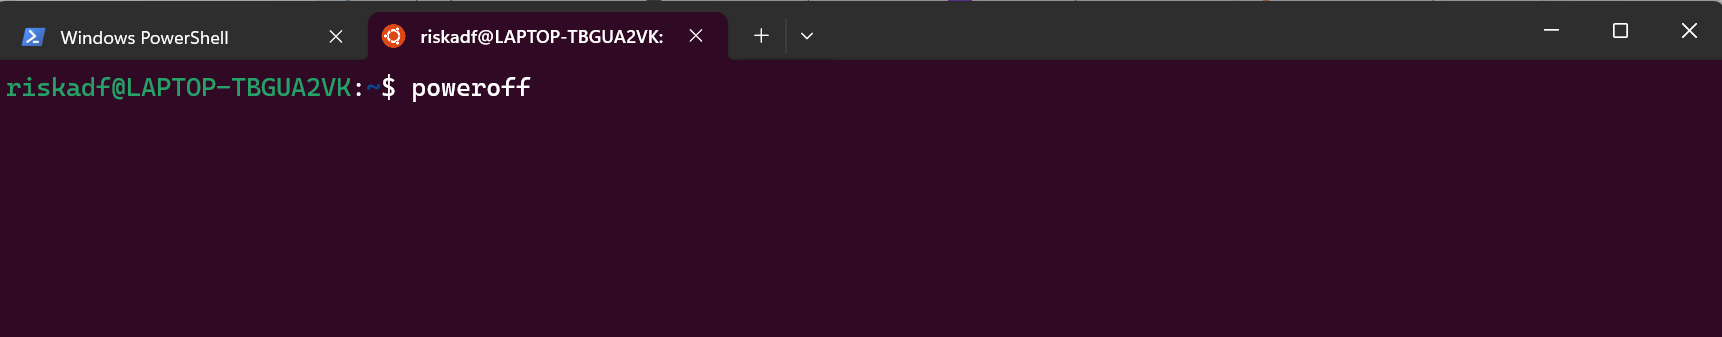 Windows PowerShell
riskadf@LAPTOP-TBGUA2VK:
riskadf@LAPTOP-TBGUA2VK:~$ poweroff